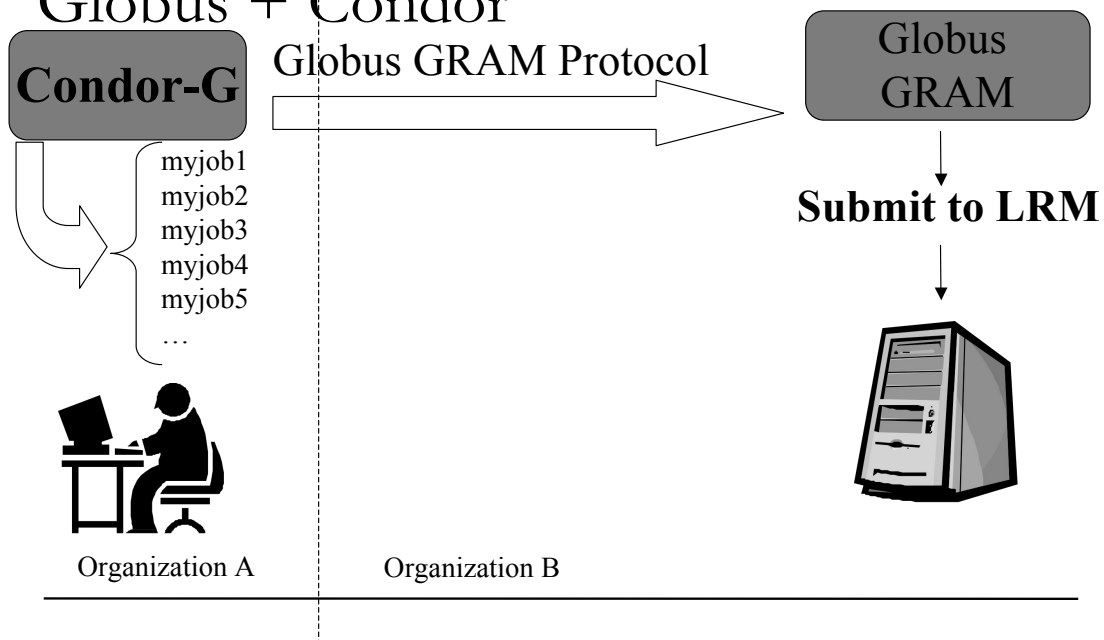 Globus + Condor
Condor-G
Globus GRAM Protocol
Globus
GRAM
myjob1
myjob2
myjob3
myjob4
myjob5
…
Submit to LRM
Organization A
Organization B